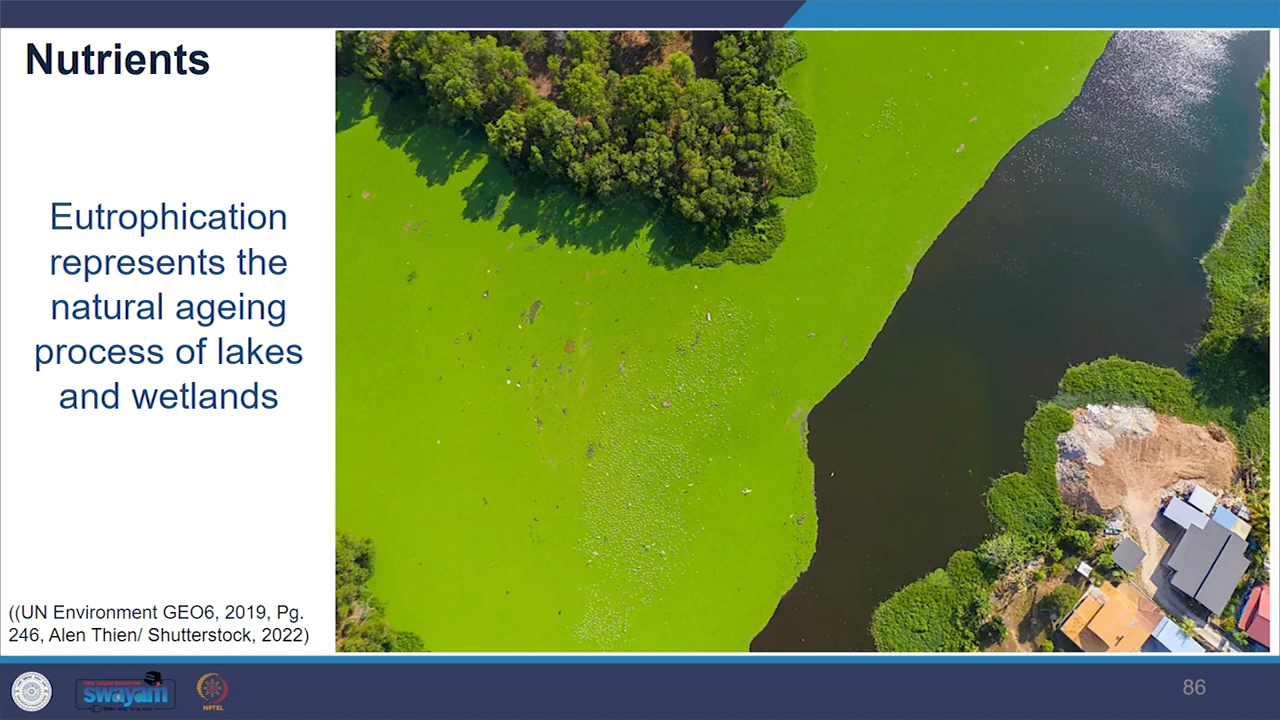 Nutrients
Eutrophication
represents the
natural ageing
process of lakes
and wetlands
((UN Environment GEO6, 2019, Pg.
246, Alen Thien/ Shutterstock, 2022)
swayam
NPTEL
86